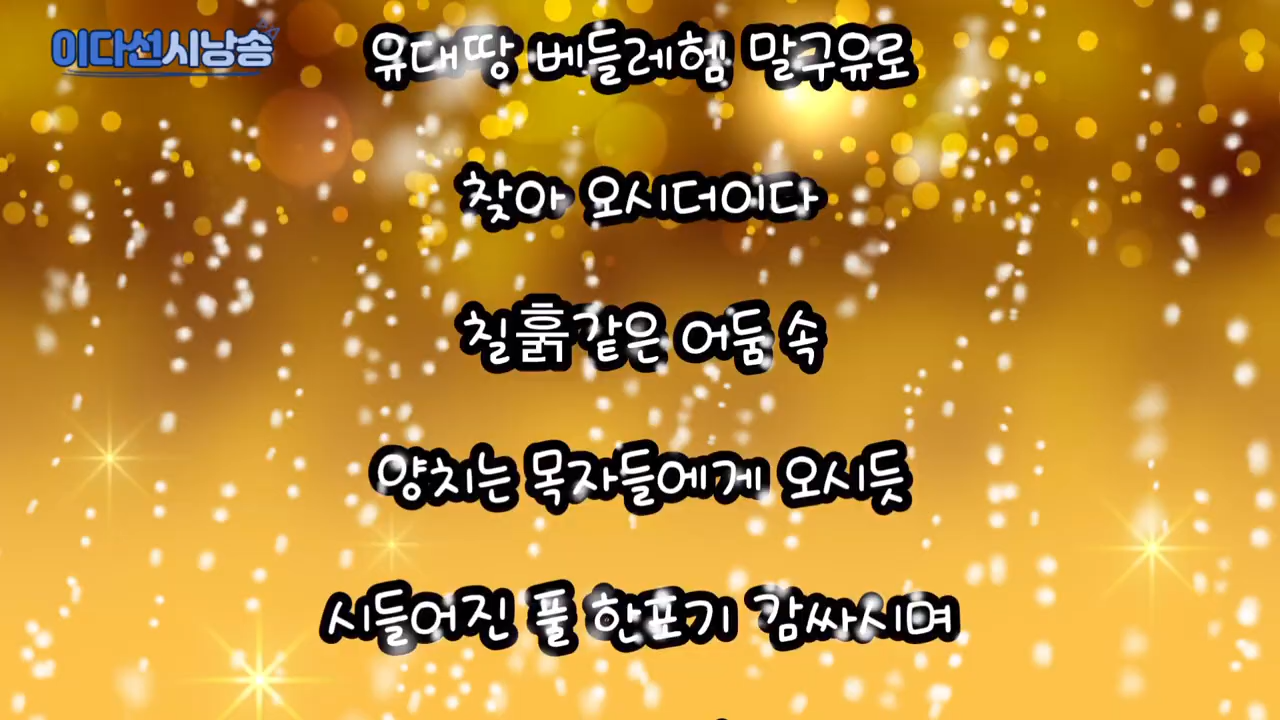 이다선시낭송
유대땅 베들레헴 말구유로
찾아 오시더이다
칠흙같은 어둠 속
양치는 목자들에게 오시듯
시들어진 풀 한표기 캄싸시며